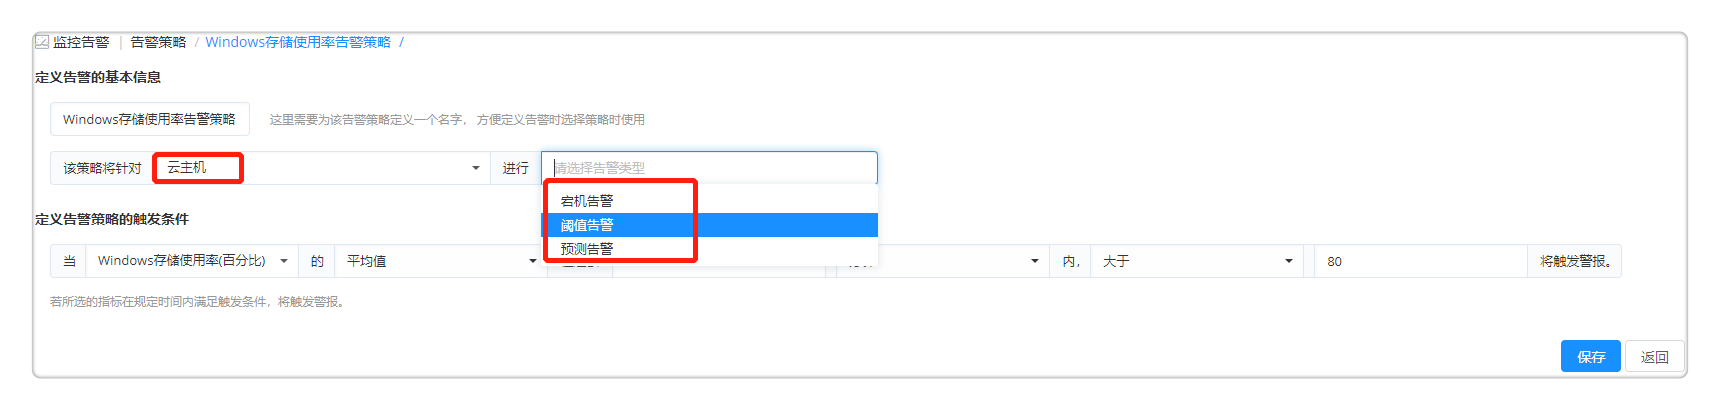 监控告警 | 告警策略 / Windows存储使用率告警策略 /
定义告警的基本信息
Windows存储使用率告警策略 这里需要为该告警策略定义一个名字， 方便定义告警时选择策略时使用
该策略将针对 云主机 进行 请选择告警类型
宕机告警
阈值告警
预测告警
定义告警策略的触发条件
当 Windows存储使用率(百分比) 的 平均值 内， 大于 80 将触发警报。
若所选的指标在规定时间内满足触发条件，将触发警报。
保存 返回